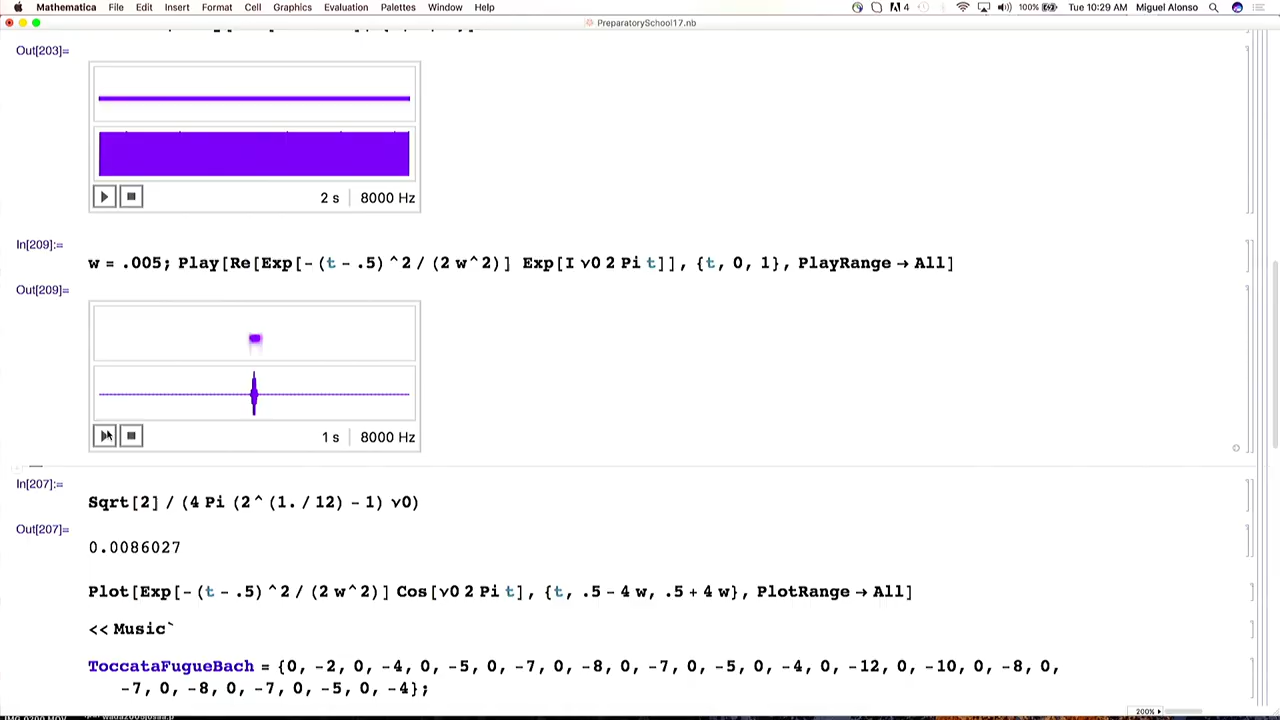 Mathematica File Edit Insert Format Cell Graphics Evaluation Palettes Window Help 4 100% Tue 10:29 AM Miguel Alonso
PreparatorySchool17.nb
Out[203]=
2 s 8000 Hz
In[209]:=
w = .005; Play[Re[Exp[-(t - .5)^2 / (2 w^2)] Exp[I ν0 2 Pi t]], {t, 0, 1}, PlayRange → All]
Out[209]=
1 s 8000 Hz
In[207]:=
Sqrt[2] / (4 Pi (2^(1. / 12) - 1) ν0)
Out[207]=
0.0086027
Plot[Exp[-(t - .5)^2 / (2 w^2)] Cos[ν0 2 Pi t], {t, .5 - 4 w, .5 + 4 w}, PlotRange → All]
<< Music`
ToccataFugueBach = {0, -2, 0, -4, 0, -5, 0, -7, 0, -8, 0, -7, 0, -5, 0, -4, 0, -12, 0, -10, 0, -8, 0,
-7, 0, -8, 0, -7, 0, -5, 0, -4};
200%